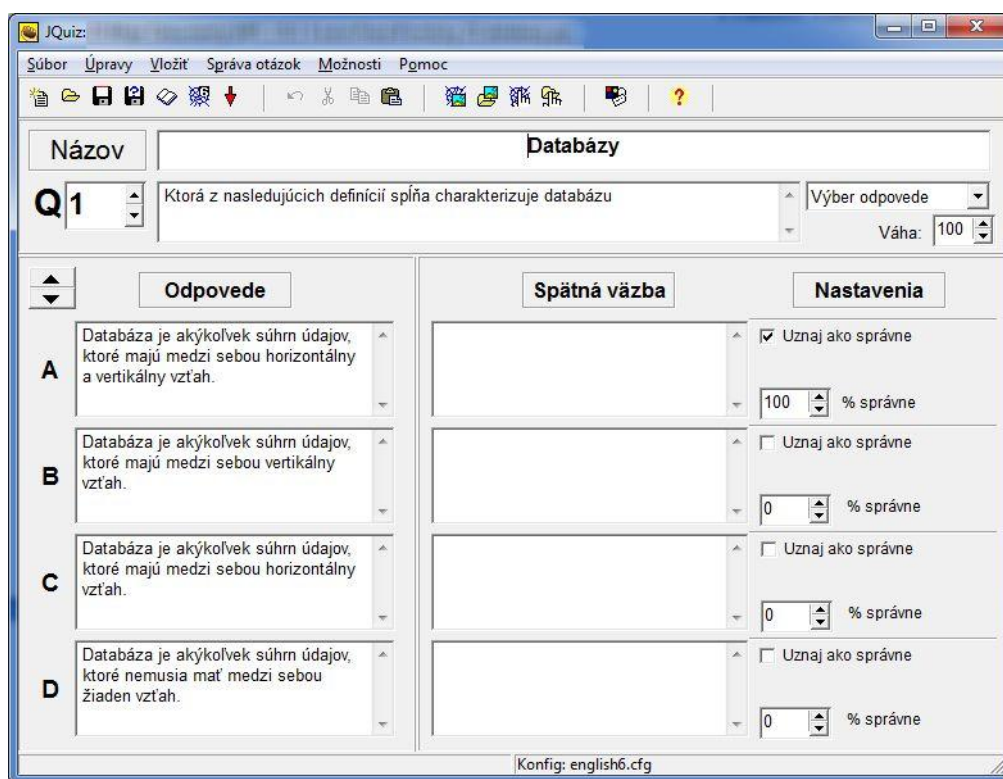 JQuiz:
Súbor Úpravy Vložiť Správa otázok Možnosti Pomoc
Názov
Databázy
Q 1
Ktorá z nasledujúcich definícií spĺňa charakterizuje databázu
Výber odpovede
Váha: 100
Odpovede
Spätná väzba
Nastavenia
A
Databáza je akýkoľvek súhrn údajov,
ktoré majú medzi sebou horizontálny
a vertikálny vzťah.
Uznaj ako správne
100 % správne
B
Databáza je akýkoľvek súhrn údajov,
ktoré majú medzi sebou vertikálny
vzťah.
Uznaj ako správne
0 % správne
C
Databáza je akýkoľvek súhrn údajov,
ktoré majú medzi sebou horizontálny
vzťah.
Uznaj ako správne
0 % správne
D
Databáza je akýkoľvek súhrn údajov,
ktoré nemusia mať medzi sebou
žiaden vzťah.
Uznaj ako správne
0 % správne
Konfig: english6.cfg